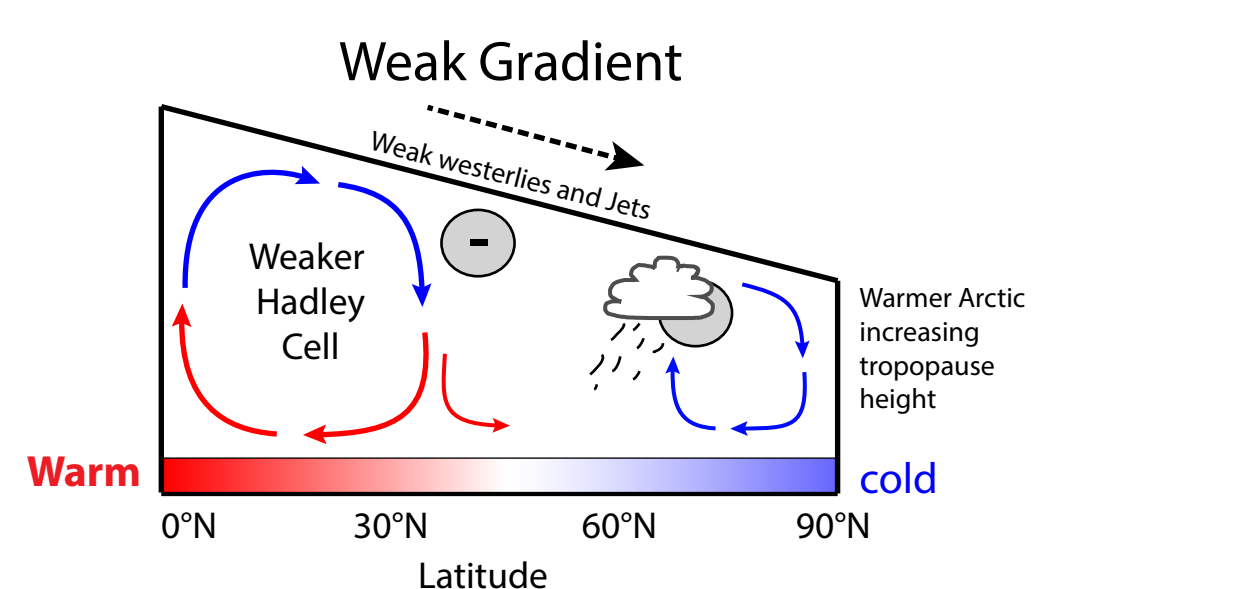 Weak Gradient
Weak westerlies and Jets
-
Weaker
Hadley
Cell
Warmer Arctic
increasing
tropopause
height
Warm
cold
0°N
30°N
60°N
90°N
Latitude